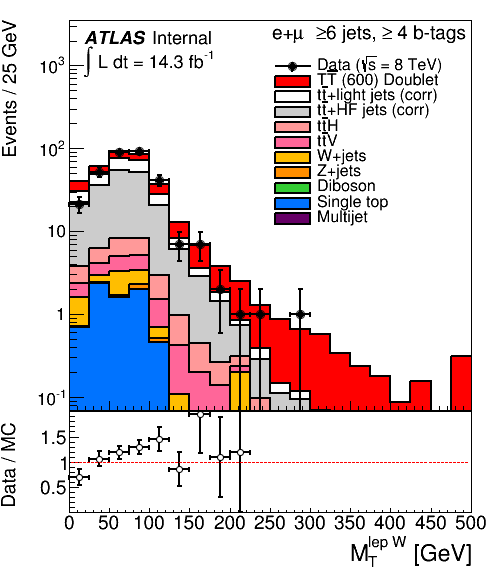 ATLAS Internal
e+μ ≥6 jets, ≥ 4 b-tags
∫ L dt = 14.3 fb⁻¹
Data (√s = 8 TeV)
TT̅ (600) Doublet
tt̅+light jets (corr)
tt̅+HF jets (corr)
tt̅H
tt̅V
W+jets
Z+jets
Diboson
Single top
Multijet
Events / 25 GeV
10³
10²
10
1
10⁻¹
Data / MC
1.5
1
0.5
0 50 100 150 200 250 300 350 400 450 500
M_T^{lep W} [GeV]